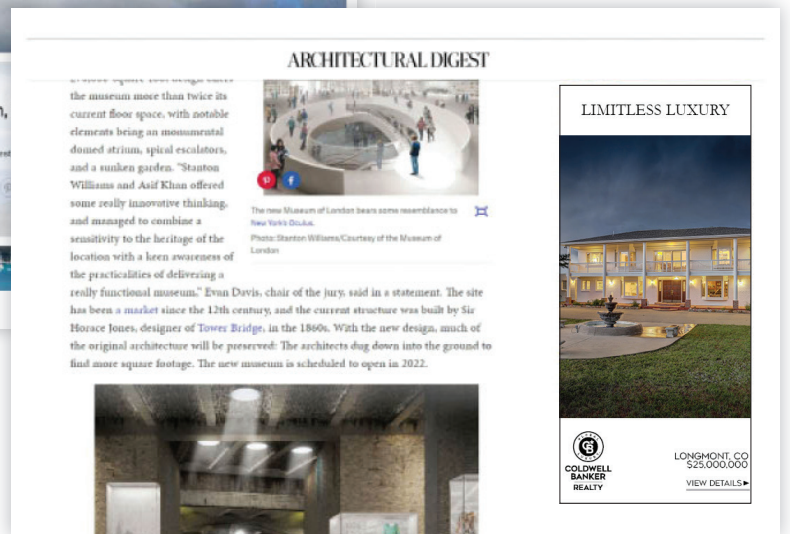 ARCHITECTURAL DIGEST
the museum more than twice its
current floor space, with notable
elements being an monumental
domed atrium, spiral escalators,
and a sunken garden. "Stanton
Williams and Asif Khan offered
some really innovative thinking,
and managed to combine a
sensitivity to the heritage of the
location with a keen awareness of
the practicalities of delivering a
really functional museum," Evan Davis, chair of the jury, said in a statement. The site
has been a market since the 12th century, and the current structure was built by Sir
Horace Jones, designer of Tower Bridge, in the 1860s. With the new design, much of
the original architecture will be preserved: The architects dug down into the ground to
find more square footage. The new museum is scheduled to open in 2022.
The new Museum of London bears some resemblance to
New York's Oculus.
Photo: Stanton Williams/Courtesy of the Museum of
London
LIMITLESS LUXURY
COLDWELL
BANKER
REALTY
LONGMONT, CO
$25,000,000
VIEW DETAILS▶